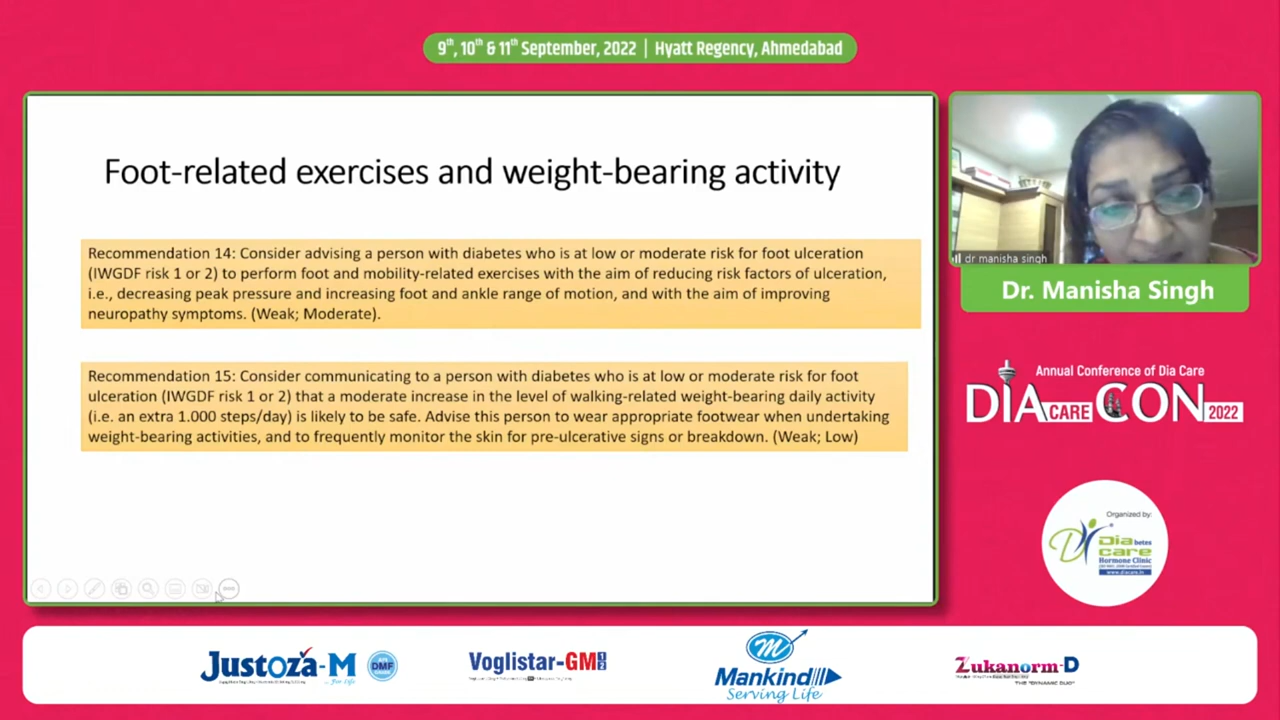 9th, 10th & 11th September, 2022 | Hyatt Regency, Ahmedabad
Foot-related exercises and weight-bearing activity
Recommendation 14: Consider advising a person with diabetes who is at low or moderate risk for foot ulceration
(IWGDF risk 1 or 2) to perform foot and mobility-related exercises with the aim of reducing risk factors of ulceration,
i.e., decreasing peak pressure and increasing foot and ankle range of motion, and with the aim of improving
neuropathy symptoms. (Weak; Moderate).
Recommendation 15: Consider communicating to a person with diabetes who is at low or moderate risk for foot
ulceration (IWGDF risk 1 or 2) that a moderate increase in the level of walking-related weight-bearing daily activity
(i.e. an extra 1.000 steps/day) is likely to be safe. Advise this person to wear appropriate footwear when undertaking
weight-bearing activities, and to frequently monitor the skin for pre-ulcerative signs or breakdown. (Weak; Low)
dr manisha singh
Dr. Manisha Singh
Annual Conference of Dia Care
DIA CARE CON 2022
Organized by:
Diabetes
care
Hormone Clinic
www.diacare.in
Justoza-M
... For Life
DMF
Voglistar-GM
Mankind
Serving Life
Zukanorm-D
THE "DYNAMIC DUO"